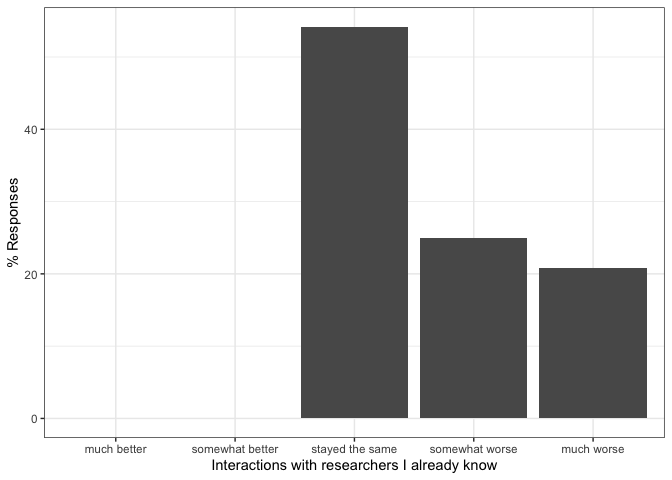 % Responses
40
20
0
much better
somewhat better
stayed the same
somewhat worse
much worse
Interactions with researchers I already know